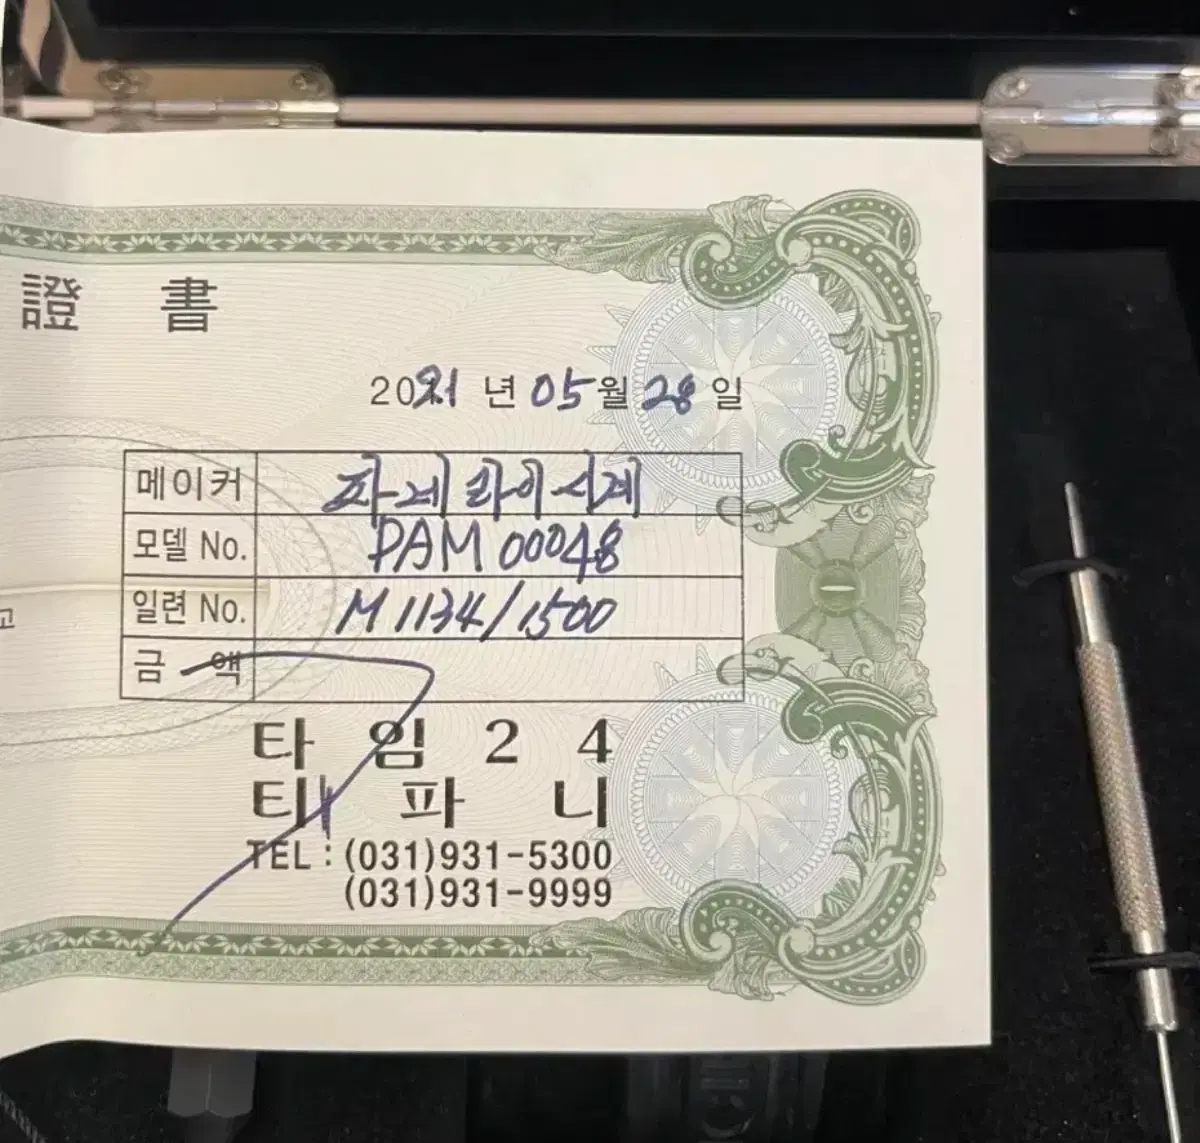 證 書
2021 년 05 월 28 일
메이커 파네라이 시계
모델 No. PAM 00048
일련 No. M 1134/1500
금 액
타 임 2 4
티 파 니
TEL : (031)931-5300
(031)931-9999